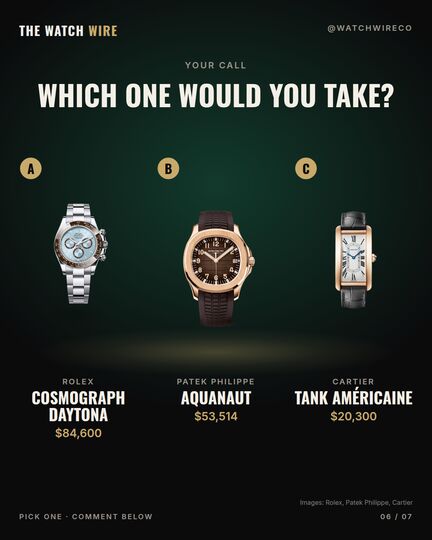 THE WATCH WIRE
@WATCHWIRECO
YOUR CALL
WHICH ONE WOULD YOU TAKE?
A
B
C
ROLEX
COSMOGRAPH
DAYTONA
$84,600
PATEK PHILIPPE
AQUANAUT
$53,514
CARTIER
TANK AMÉRICAINE
$20,300
Images: Rolex, Patek Philippe, Cartier
PICK ONE · COMMENT BELOW
06 / 07